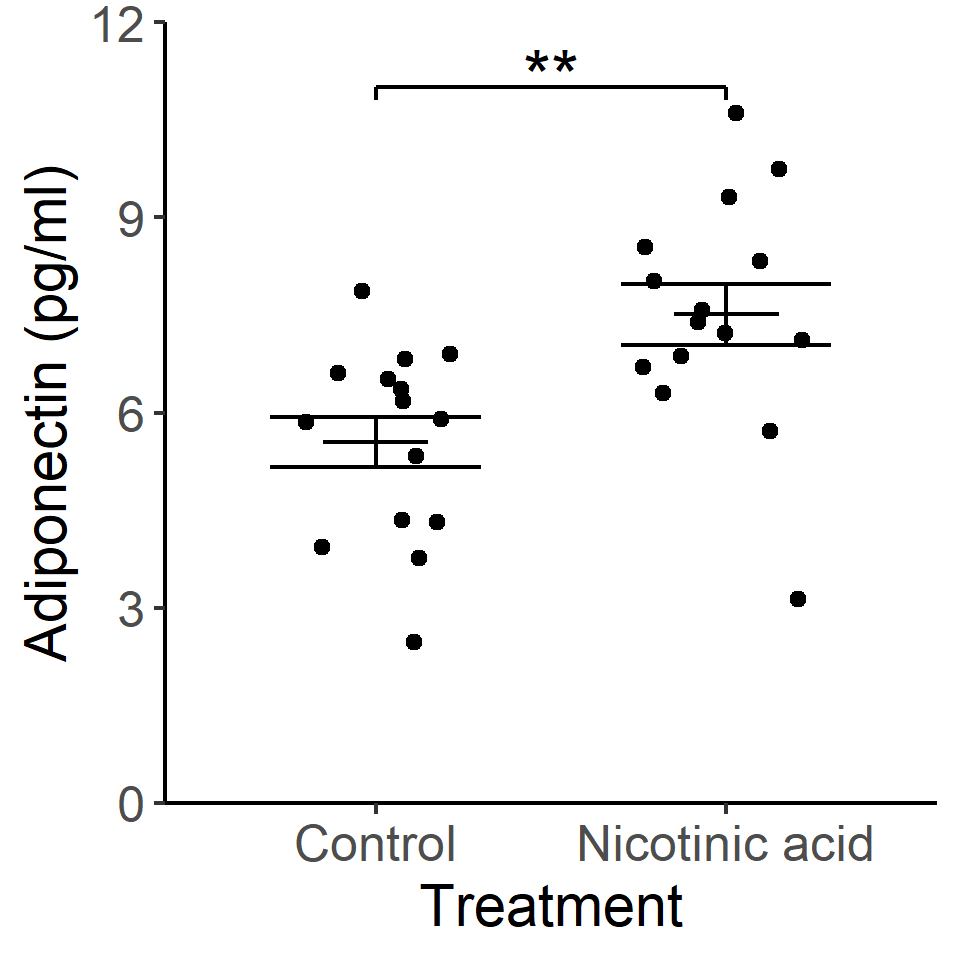 **
Adiponectin (pg/ml)
12
9
6
3
0
Control
Nicotinic acid
Treatment